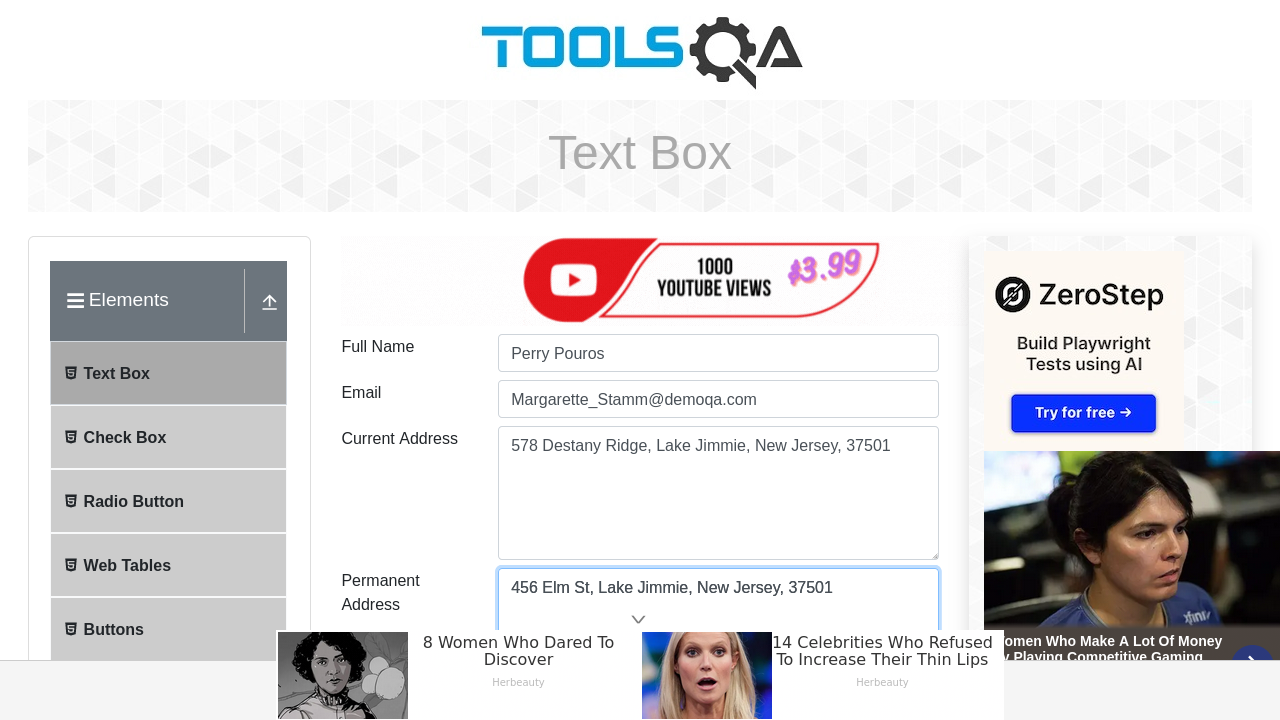 TOOLSQA
Text Box
Elements
Text Box
Check Box
Radio Button
Web Tables
Buttons
1000
YOUTUBE VIEWS
$3.99
Full Name
Perry Pouros
Email
Margarette_Stamm@demoqa.com
Current Address
578 Destany Ridge, Lake Jimmie, New Jersey, 37501
Permanent
Address
456 Elm St, Lake Jimmie, New Jersey, 37501
ZeroStep
Build Playwright
Tests using AI
Try for free →
omen Who Make A Lot Of Money
Playing Competitive Gaming
xfinity
8 Women Who Dared To
Discover
Herbeauty
14 Celebrities Who Refused
To Increase Their Thin Lips
Herbeauty